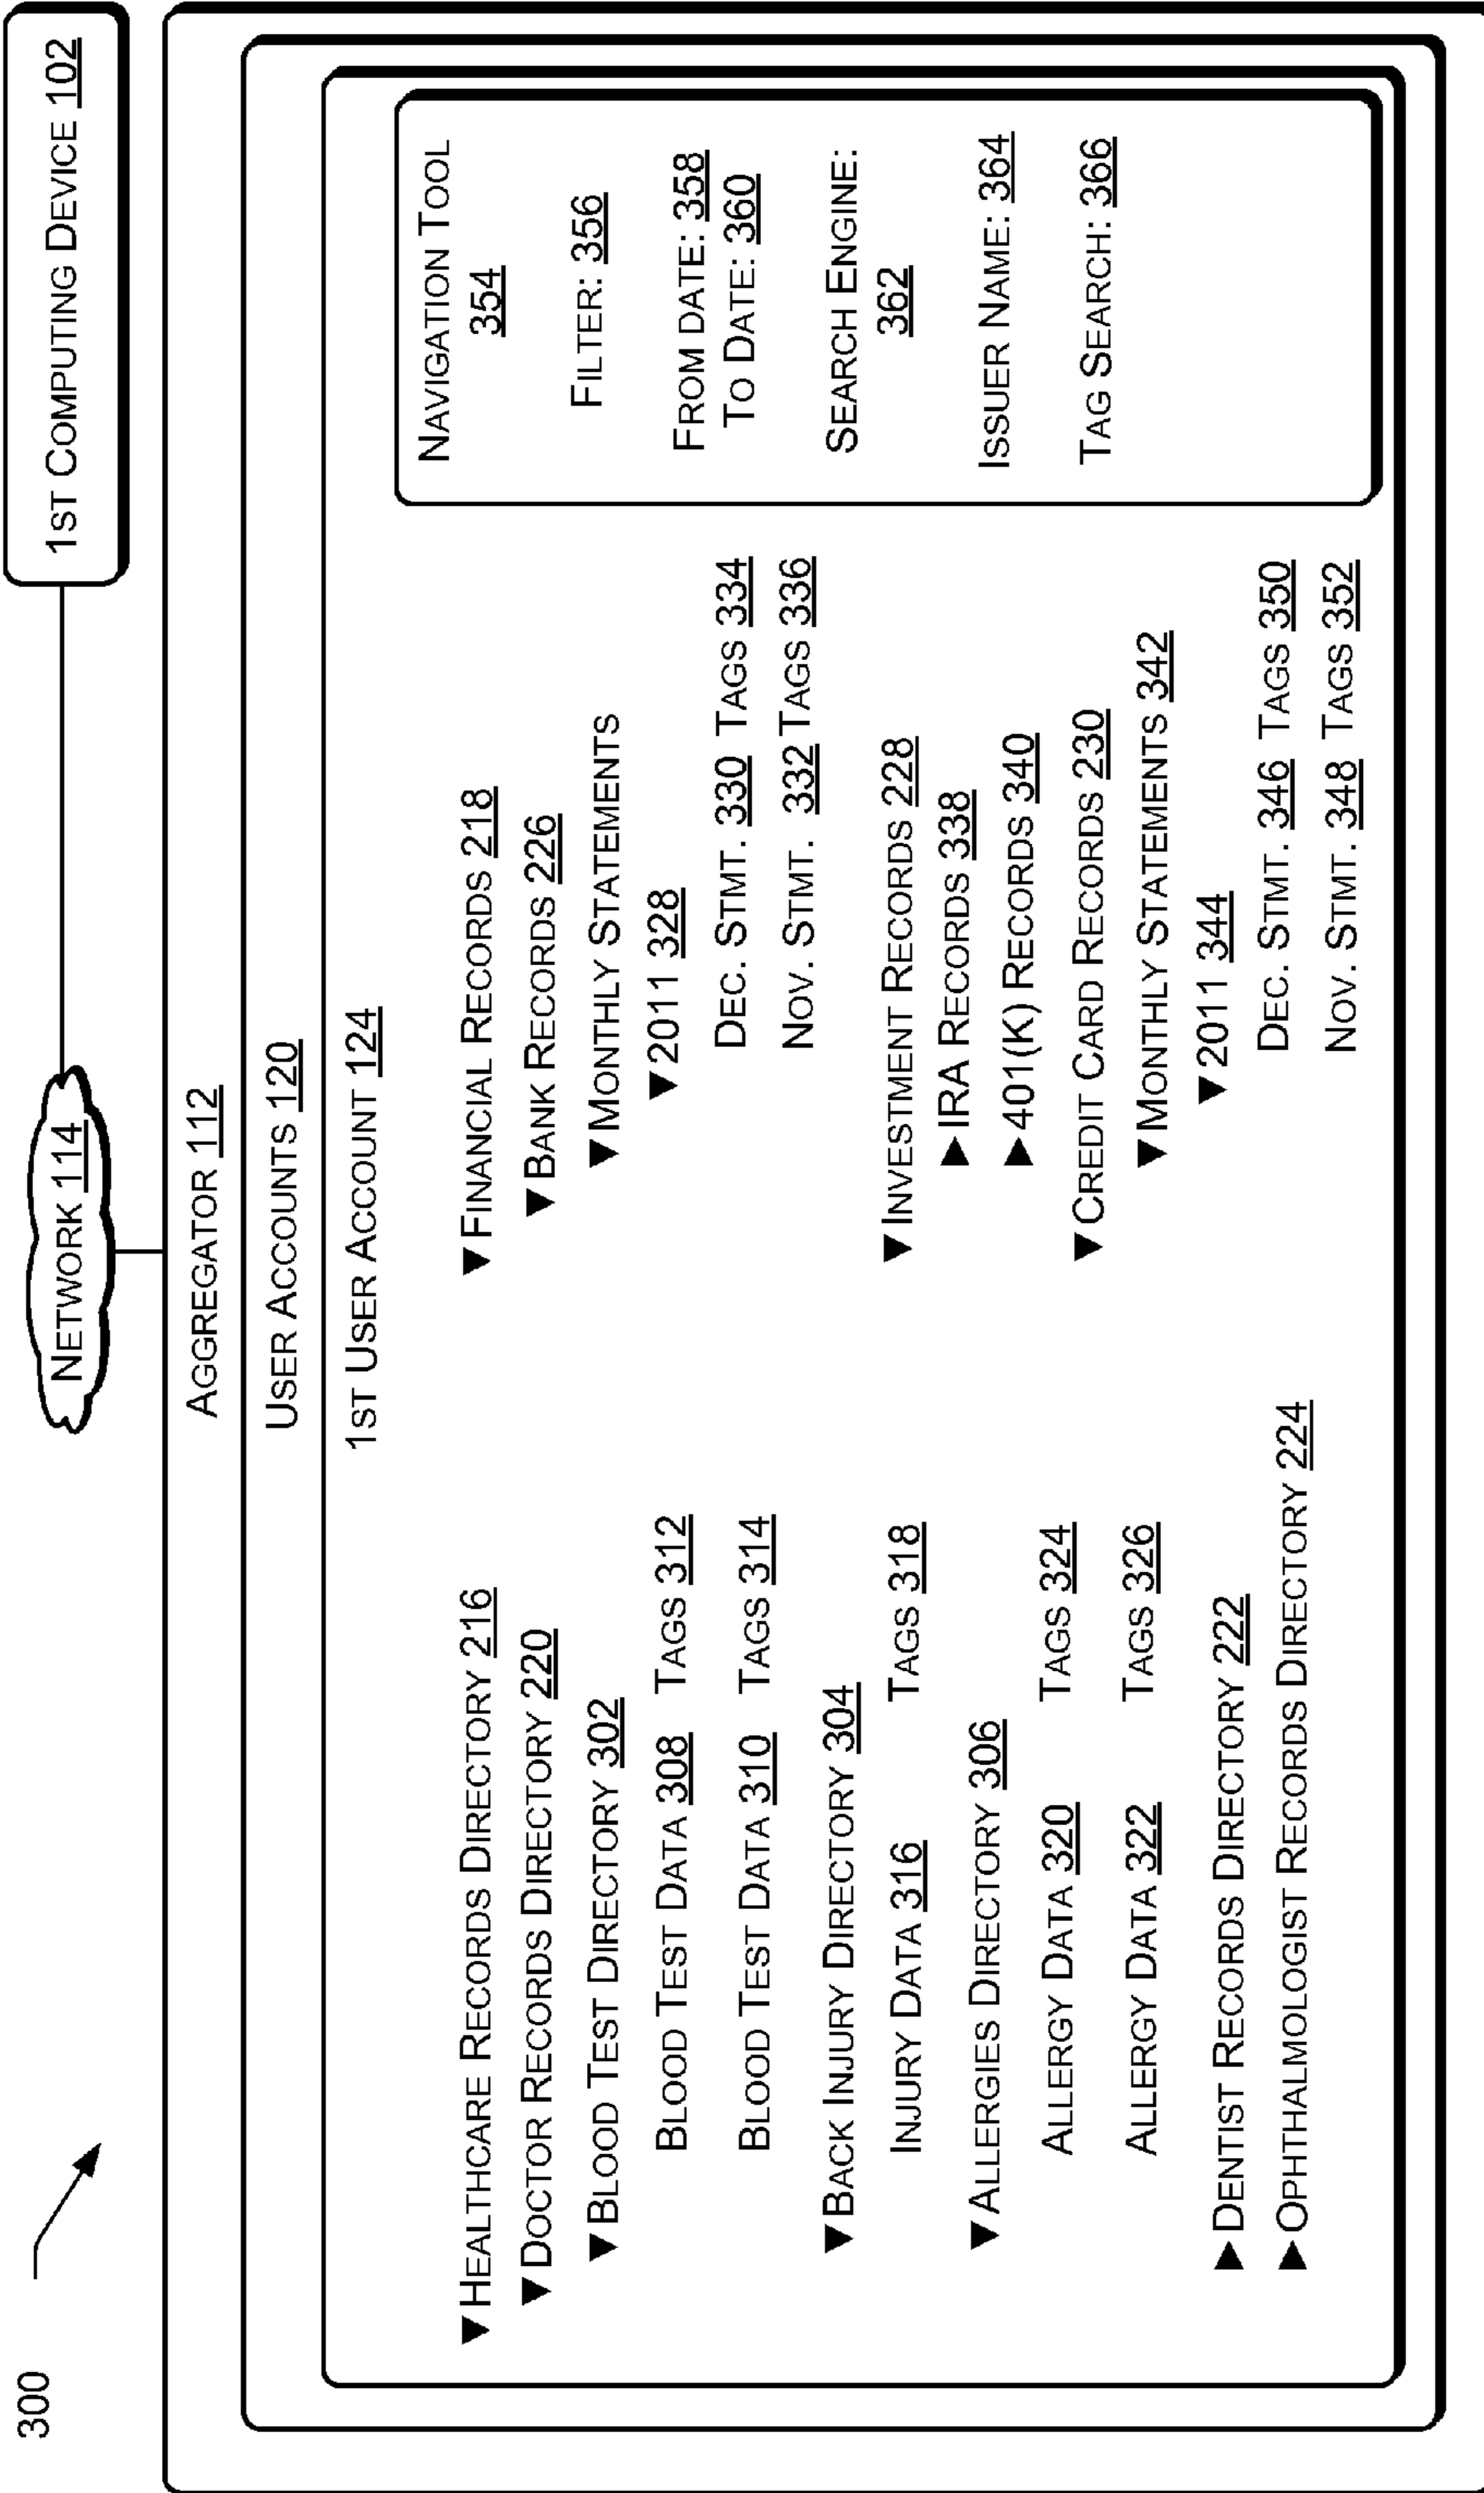 300
NETWORK 114
1ST COMPUTING DEVICE 102
AGGREGATOR 112
USER ACCOUNTS 120
1ST USER ACCOUNT 124
▼HEALTHCARE RECORDS DIRECTORY 216
▼DOCTOR RECORDS DIRECTORY 220
▼BLOOD TEST DIRECTORY 302
BLOOD TEST DATA 308 TAGS 312
BLOOD TEST DATA 310 TAGS 314
▼BACK INJURY DIRECTORY 304
INJURY DATA 316 TAGS 318
▼ALLERGIES DIRECTORY 306
ALLERGY DATA 320 TAGS 324
ALLERGY DATA 322 TAGS 326
►DENTIST RECORDS DIRECTORY 222
►OPHTHALMOLOGIST RECORDS DIRECTORY 224
▼FINANCIAL RECORDS 218
▼BANK RECORDS 226
▼MONTHLY STATEMENTS
▼2011 328
DEC. STMT. 330 TAGS 334
NOV. STMT. 332 TAGS 336
▼INVESTMENT RECORDS 228
►IRA RECORDS 338
►401(K) RECORDS 340
▼CREDIT CARD RECORDS 230
▼MONTHLY STATEMENTS 342
▼2011 344
DEC. STMT. 346 TAGS 350
NOV. STMT. 348 TAGS 352
NAVIGATION TOOL
354
FILTER: 356
FROM DATE: 358
TO DATE: 360
SEARCH ENGINE:
362
ISSUER NAME: 364
TAG SEARCH: 366